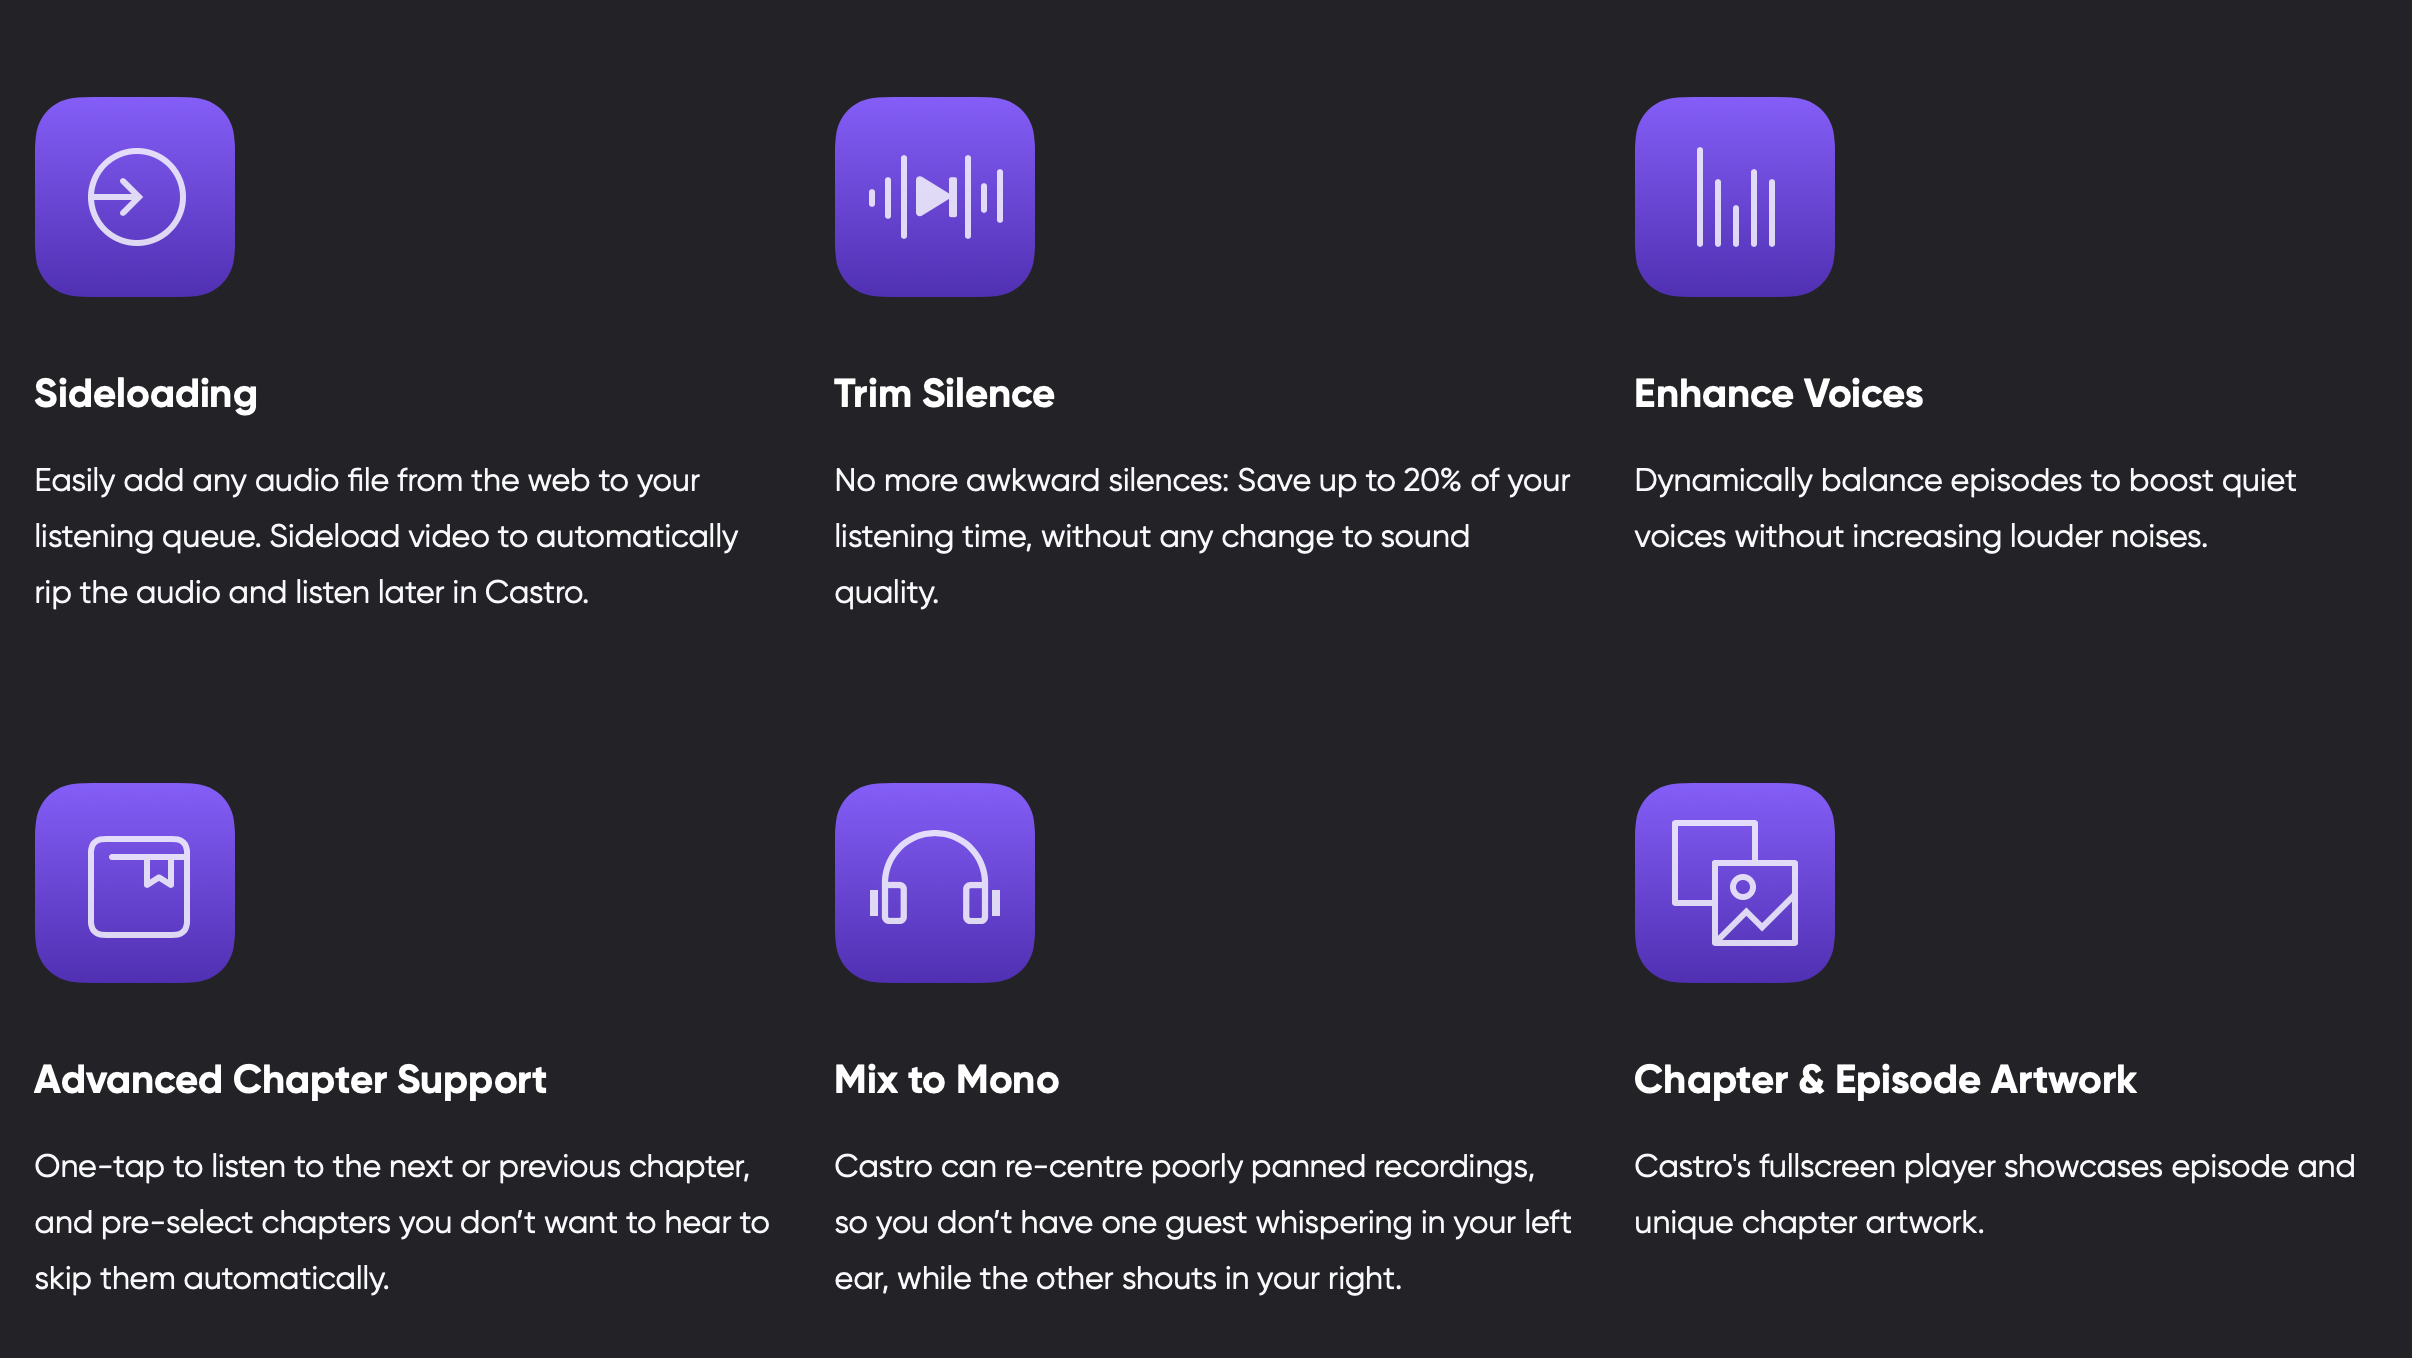 Sideloading
Easily add any audio file from the web to your
listening queue. Sideload video to automatically
rip the audio and listen later in Castro.
Trim Silence
No more awkward silences: Save up to 20% of your
listening time, without any change to sound
quality.
Enhance Voices
Dynamically balance episodes to boost quiet
voices without increasing louder noises.
Advanced Chapter Support
One-tap to listen to the next or previous chapter,
and pre-select chapters you don’t want to hear to
skip them automatically.
Mix to Mono
Castro can re-centre poorly panned recordings,
so you don’t have one guest whispering in your left
ear, while the other shouts in your right.
Chapter & Episode Artwork
Castro's fullscreen player showcases episode and
unique chapter artwork.